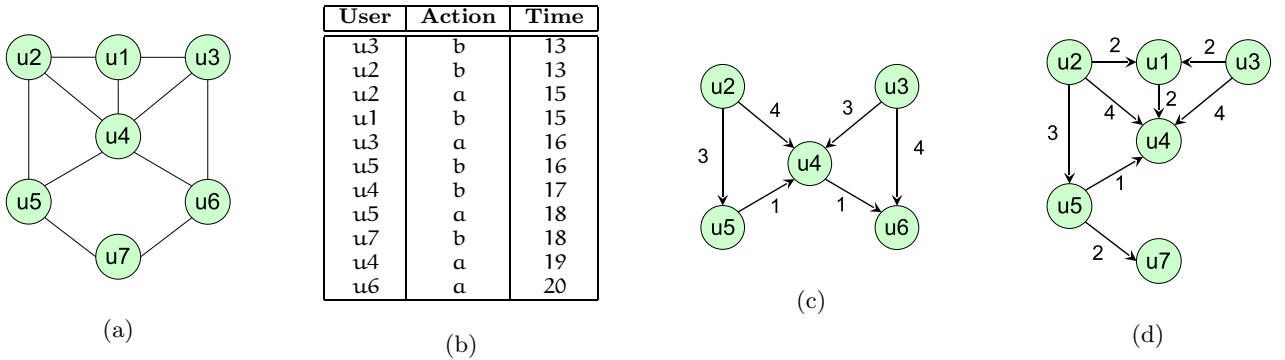 u2 u1 u3
u4
u5 u6
u7
(a)
User Action Time
u3 b 13
u2 b 13
u2 a 15
u1 b 15
u3 a 16
u5 b 16
u4 b 17
u5 a 18
u7 b 18
u4 a 19
u6 a 20
(b)
u2 u3
4 3
3 u4 4
1 1
u5 u6
(c)
u2 2 u1 2 u3
4 2 4
3 u4
1
u5
2 u7
(d)